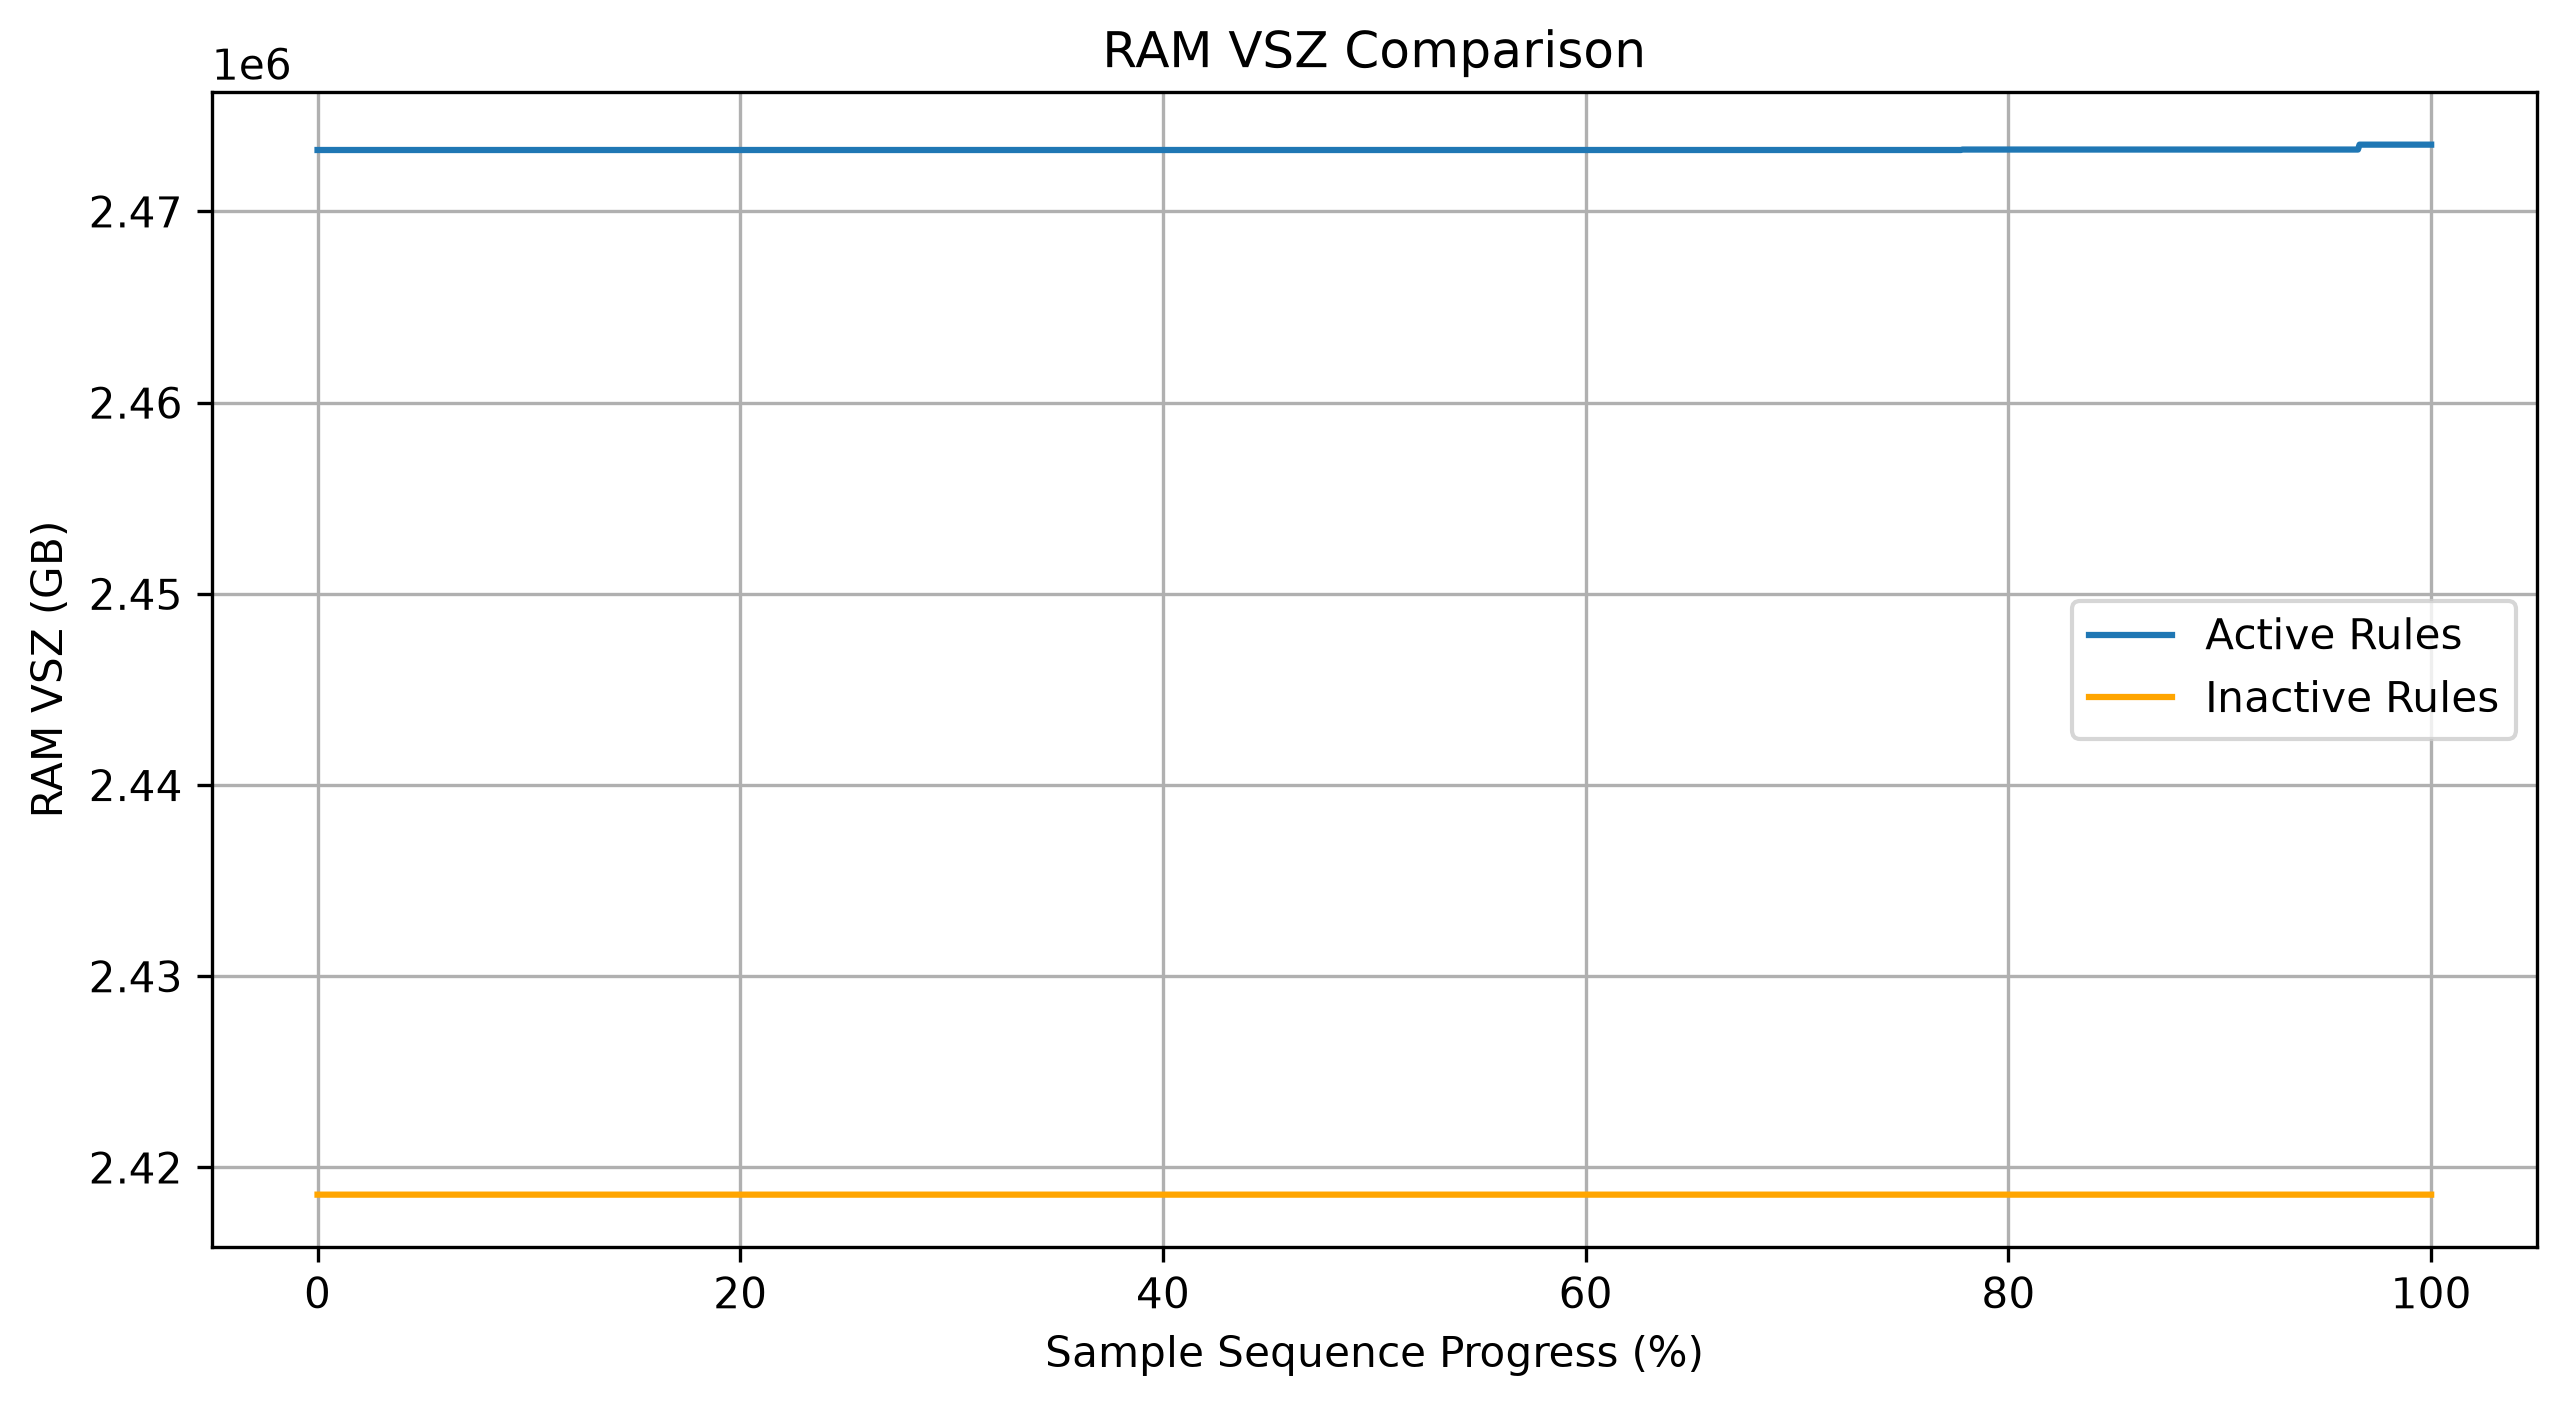 RAM VSZ Comparison
1e6
2.47
2.46
2.45
2.44
2.43
2.42
RAM VSZ (GB)
Active Rules
Inactive Rules
0 20 40 60 80 100
Sample Sequence Progress (%)